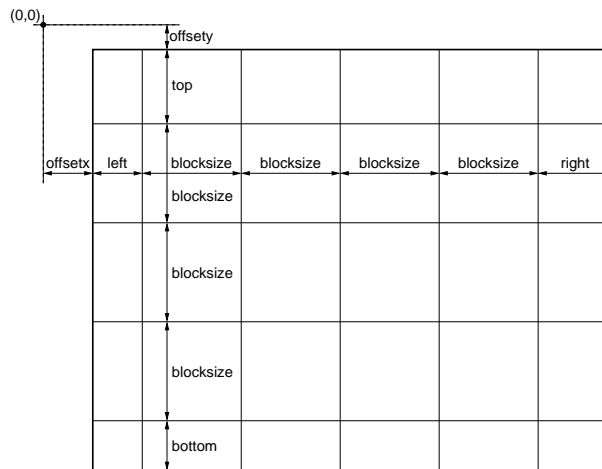 (0,0)
offsety
top
offsetx left blocksize blocksize blocksize blocksize right
blocksize
blocksize
blocksize
bottom